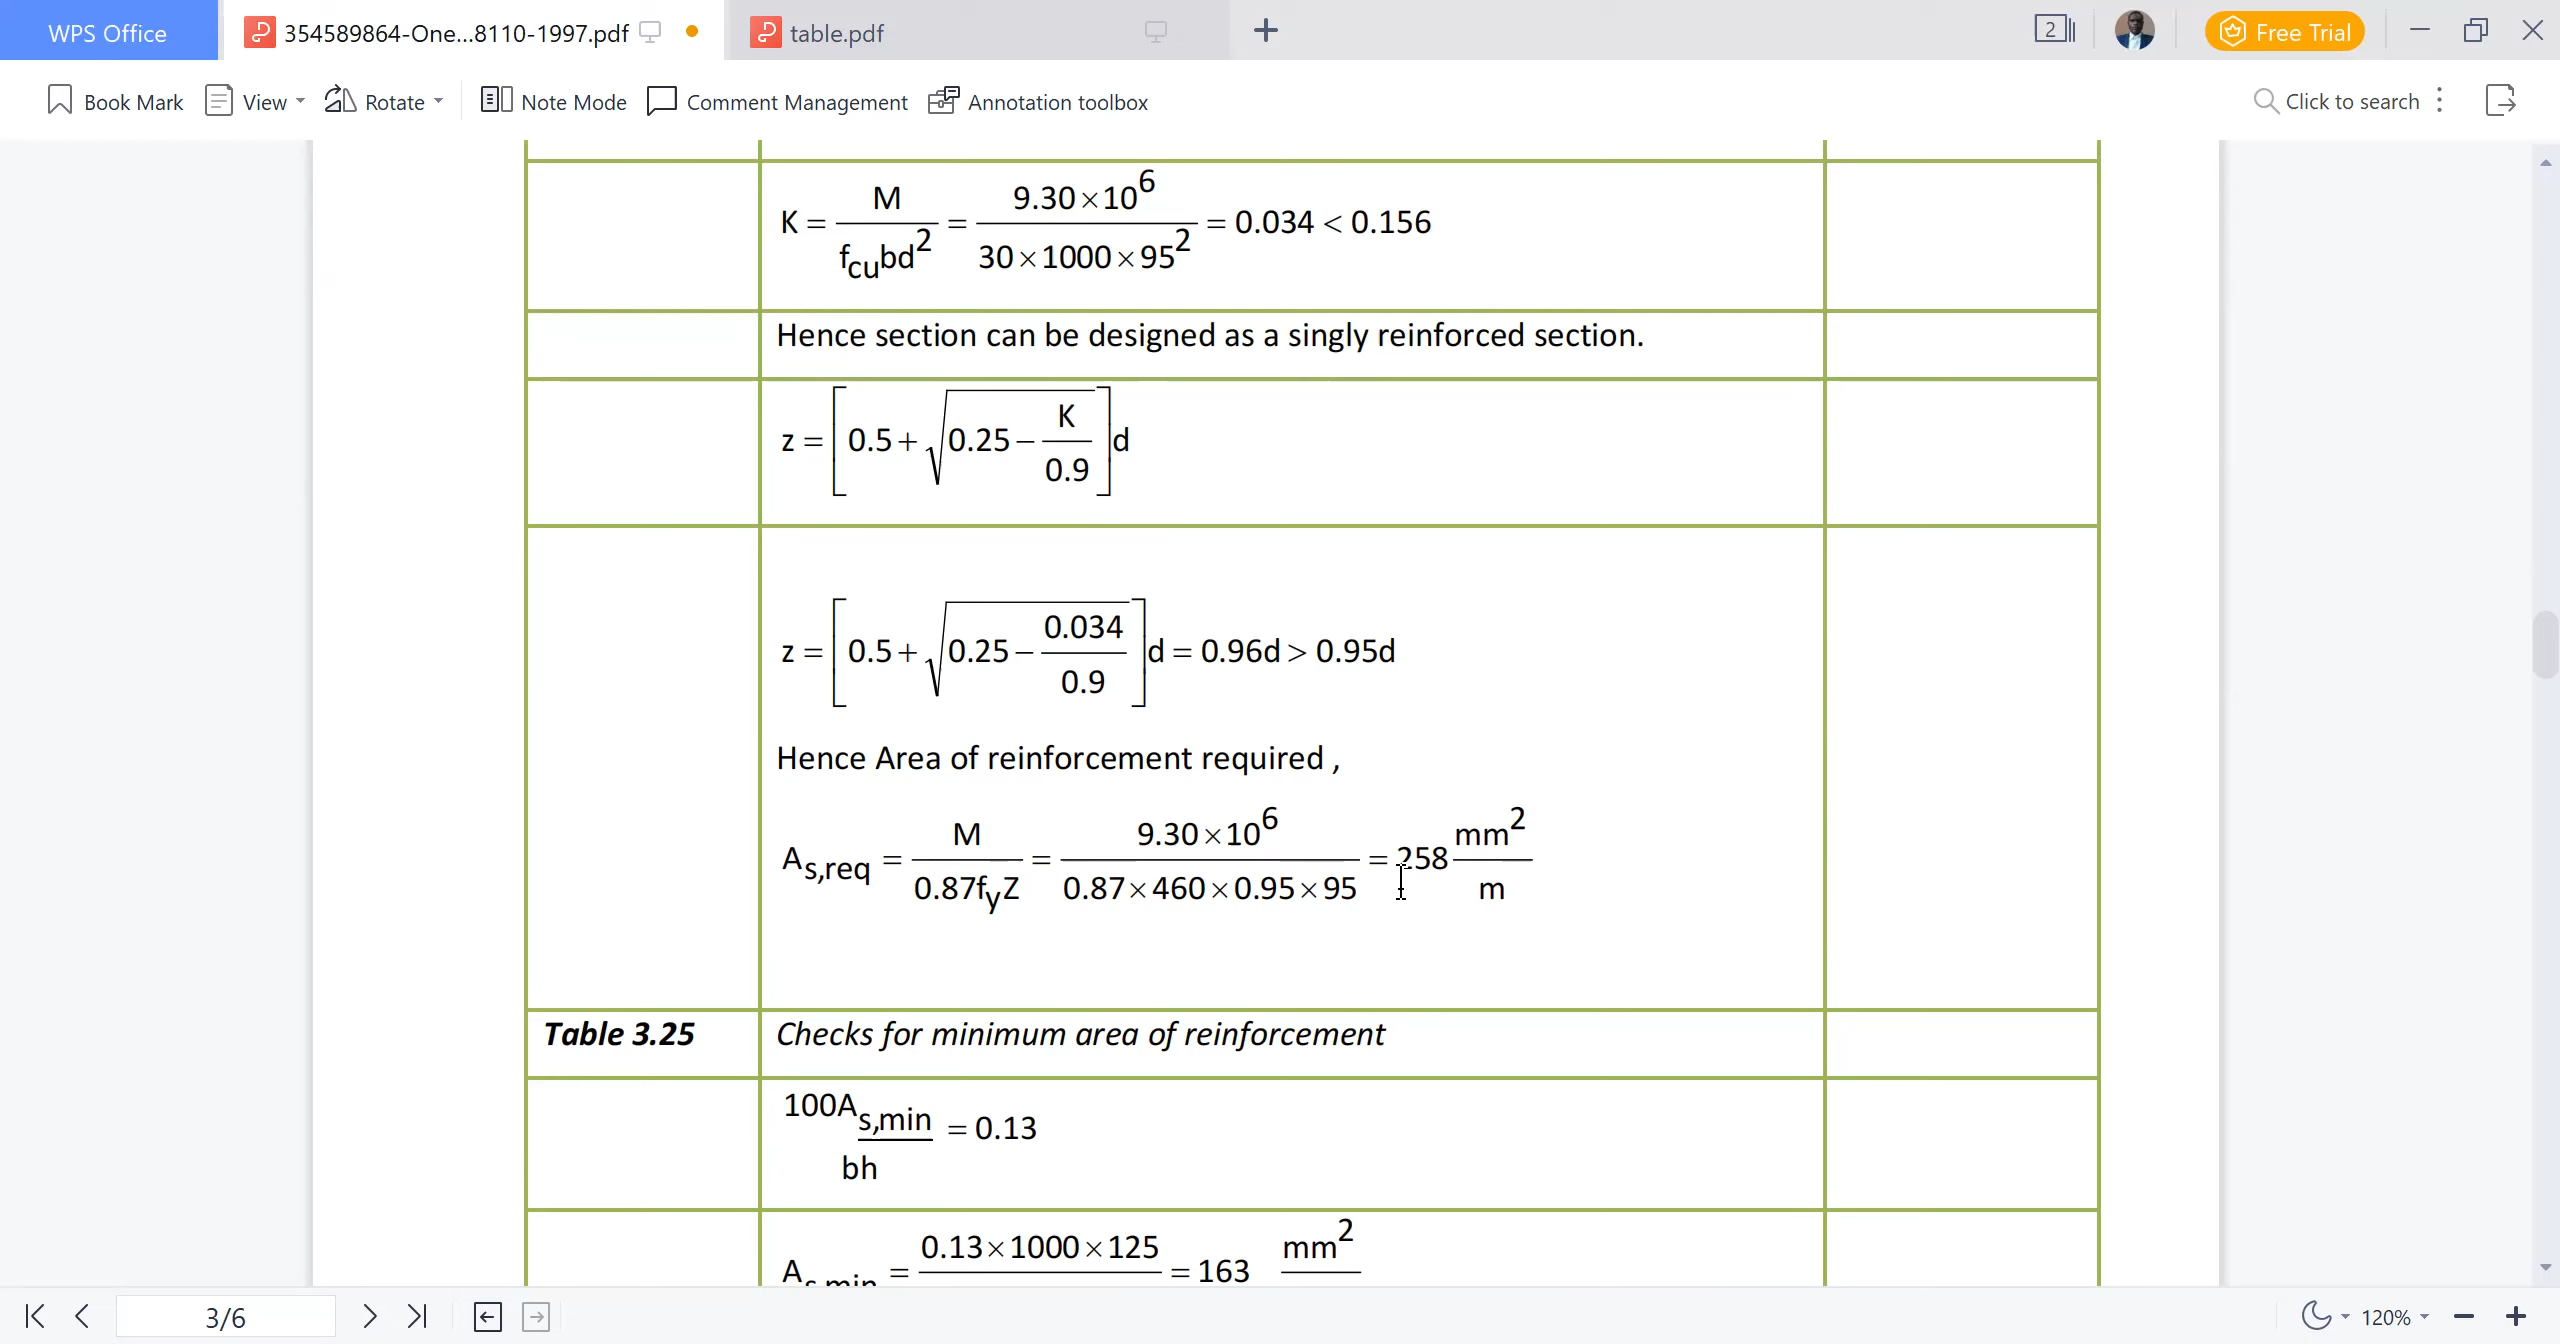 WPS Office
354589864-One...8110-1997.pdf
table.pdf
2
Free Trial
Book Mark
View
Rotate
Note Mode
Comment Management
Annotation toolbox
Click to search
K = M / f_cu bd^2 = 9.30×10^6 / 30×1000×95^2 = 0.034 < 0.156
Hence section can be designed as a singly reinforced section.
z = [0.5+√(0.25−K/0.9)]d
z = [0.5+√(0.25−0.034/0.9)]d = 0.96d > 0.95d
Hence Area of reinforcement required ,
A_s,req = M / 0.87f_yZ = 9.30×10^6 / 0.87×460×0.95×95 = 258 mm^2 / m
Table 3.25
Checks for minimum area of reinforcement
100A_s,min / bh = 0.13
A_s,min = 0.13×1000×125 = 163 mm^2
3/6
120%